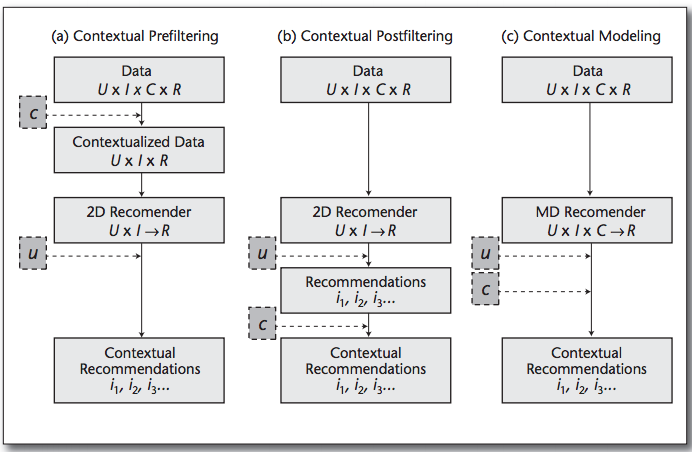 (a) Contextual Prefiltering
Data
U x I x C x R
c
Contextualized Data
U x I x R
2D Recomender
U x I → R
u
Contextual
Recommendations
i₁, i₂, i₃...
(b) Contextual Postfiltering
Data
U x I x C x R
2D Recomender
U x I → R
u
Recommendations
i₁, i₂, i₃...
c
Contextual
Recommendations
i₁, i₂, i₃...
(c) Contextual Modeling
Data
U x I x C x R
MD Recomender
U x I x C → R
u
c
Contextual
Recommendations
i₁, i₂, i₃...